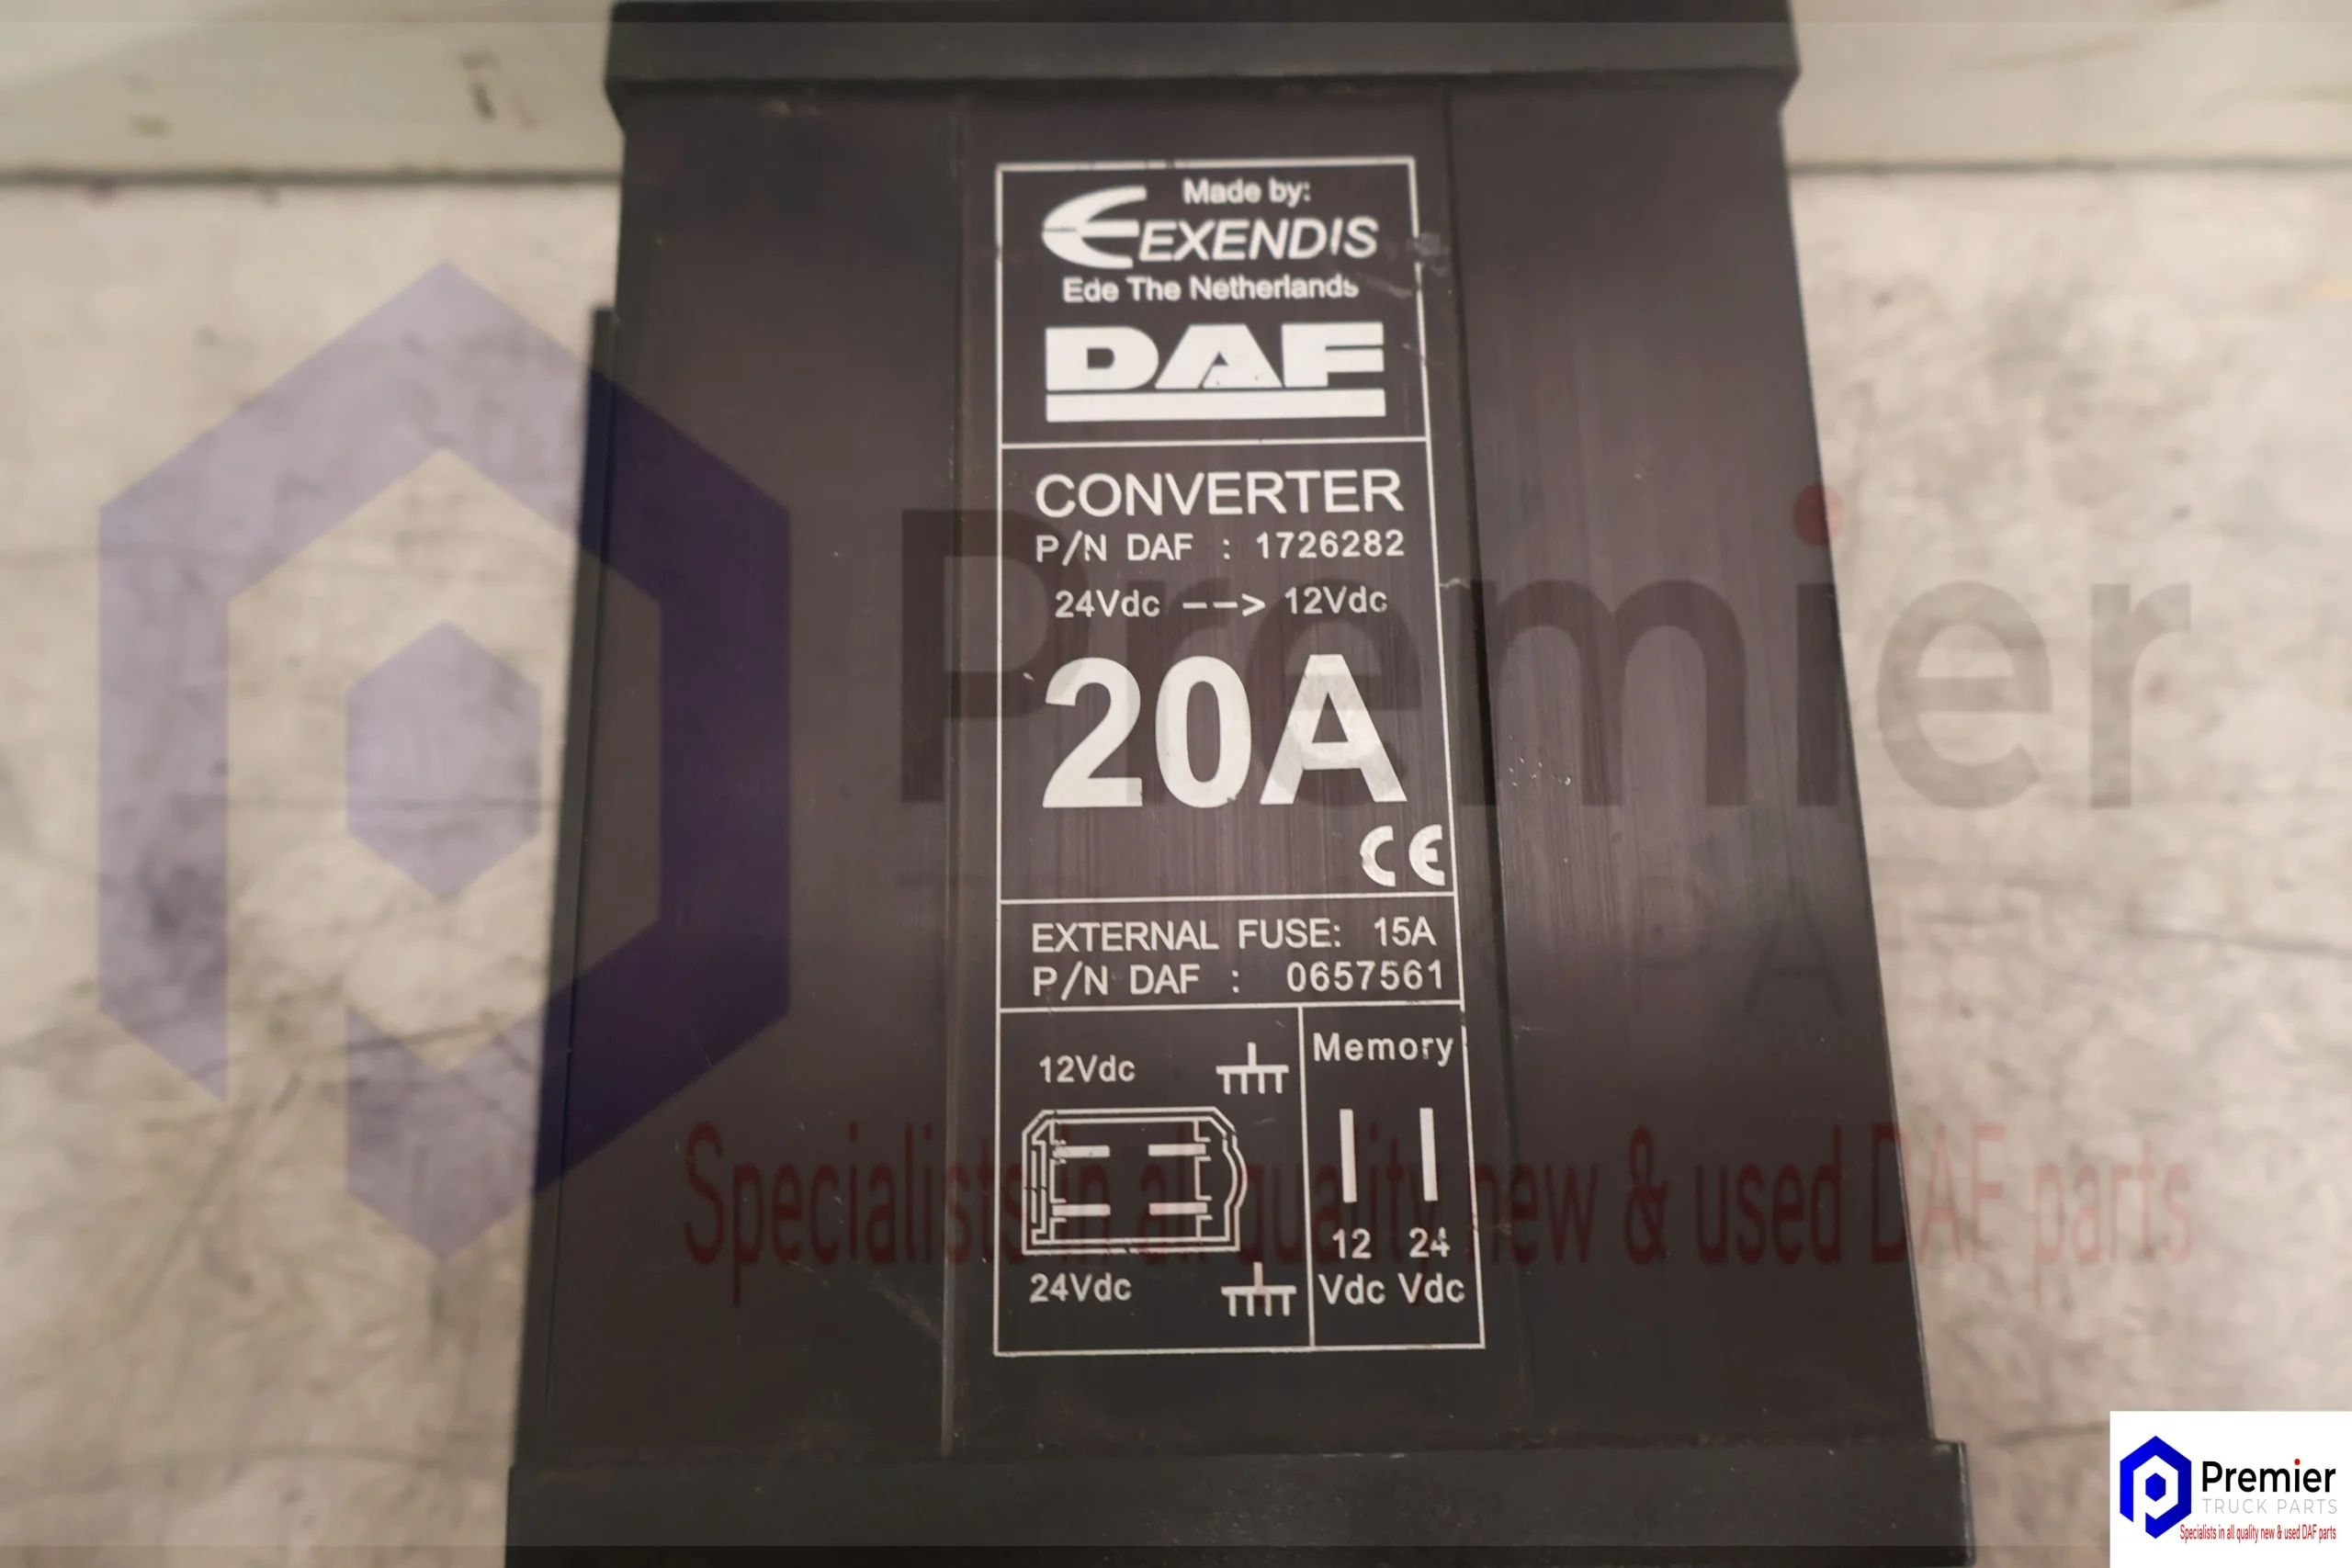 Made by:
EXENDIS
Ede The Netherlands
DAF
CONVERTER
P/N DAF : 1726282
24Vdc --> 12Vdc
20A
CE
EXTERNAL FUSE: 15A
P/N DAF : 0657561
12Vdc
Memory
12 24
24Vdc
Vdc Vdc
Premier
Specialists in all quality new & used DAF parts
Premier
TRUCK PARTS
Specialists in all quality new & used DAF parts